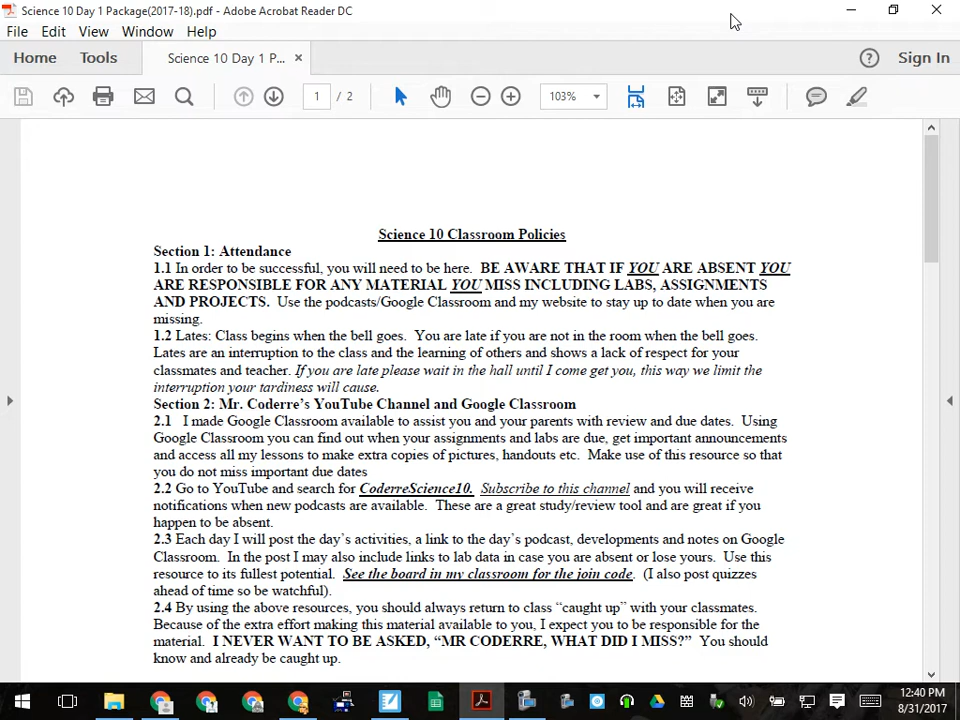 Science 10 Day 1 Package(2017-18).pdf - Adobe Acrobat Reader DC
File Edit View Window Help
Home Tools Science 10 Day 1 P... × Sign In
1 / 2 103%
Science 10 Classroom Policies
Section 1: Attendance
1.1 In order to be successful, you will need to be here. BE AWARE THAT IF YOU ARE ABSENT YOU
ARE RESPONSIBLE FOR ANY MATERIAL YOU MISS INCLUDING LABS, ASSIGNMENTS
AND PROJECTS. Use the podcasts/Google Classroom and my website to stay up to date when you are
missing.
1.2 Lates: Class begins when the bell goes. You are late if you are not in the room when the bell goes.
Lates are an interruption to the class and the learning of others and shows a lack of respect for your
classmates and teacher. If you are late please wait in the hall until I come get you, this way we limit the
interruption your tardiness will cause.
Section 2: Mr. Coderre's YouTube Channel and Google Classroom
2.1 I made Google Classroom available to assist you and your parents with review and due dates. Using
Google Classroom you can find out when your assignments and labs are due, get important announcements
and access all my lessons to make extra copies of pictures, handouts etc. Make use of this resource so that
you do not miss important due dates
2.2 Go to YouTube and search for CoderreScience10. Subscribe to this channel and you will receive
notifications when new podcasts are available. These are a great study/review tool and are great if you
happen to be absent.
2.3 Each day I will post the day's activities, a link to the day's podcast, developments and notes on Google
Classroom. In the post I may also include links to lab data in case you are absent or lose yours. Use this
resource to its fullest potential. See the board in my classroom for the join code. (I also post quizzes
ahead of time so be watchful).
2.4 By using the above resources, you should always return to class “caught up” with your classmates.
Because of the extra effort making this material available to you, I expect you to be responsible for the
material. I NEVER WANT TO BE ASKED, “MR CODERRE, WHAT DID I MISS?” You should
know and already be caught up.
12:40 PM
8/31/2017